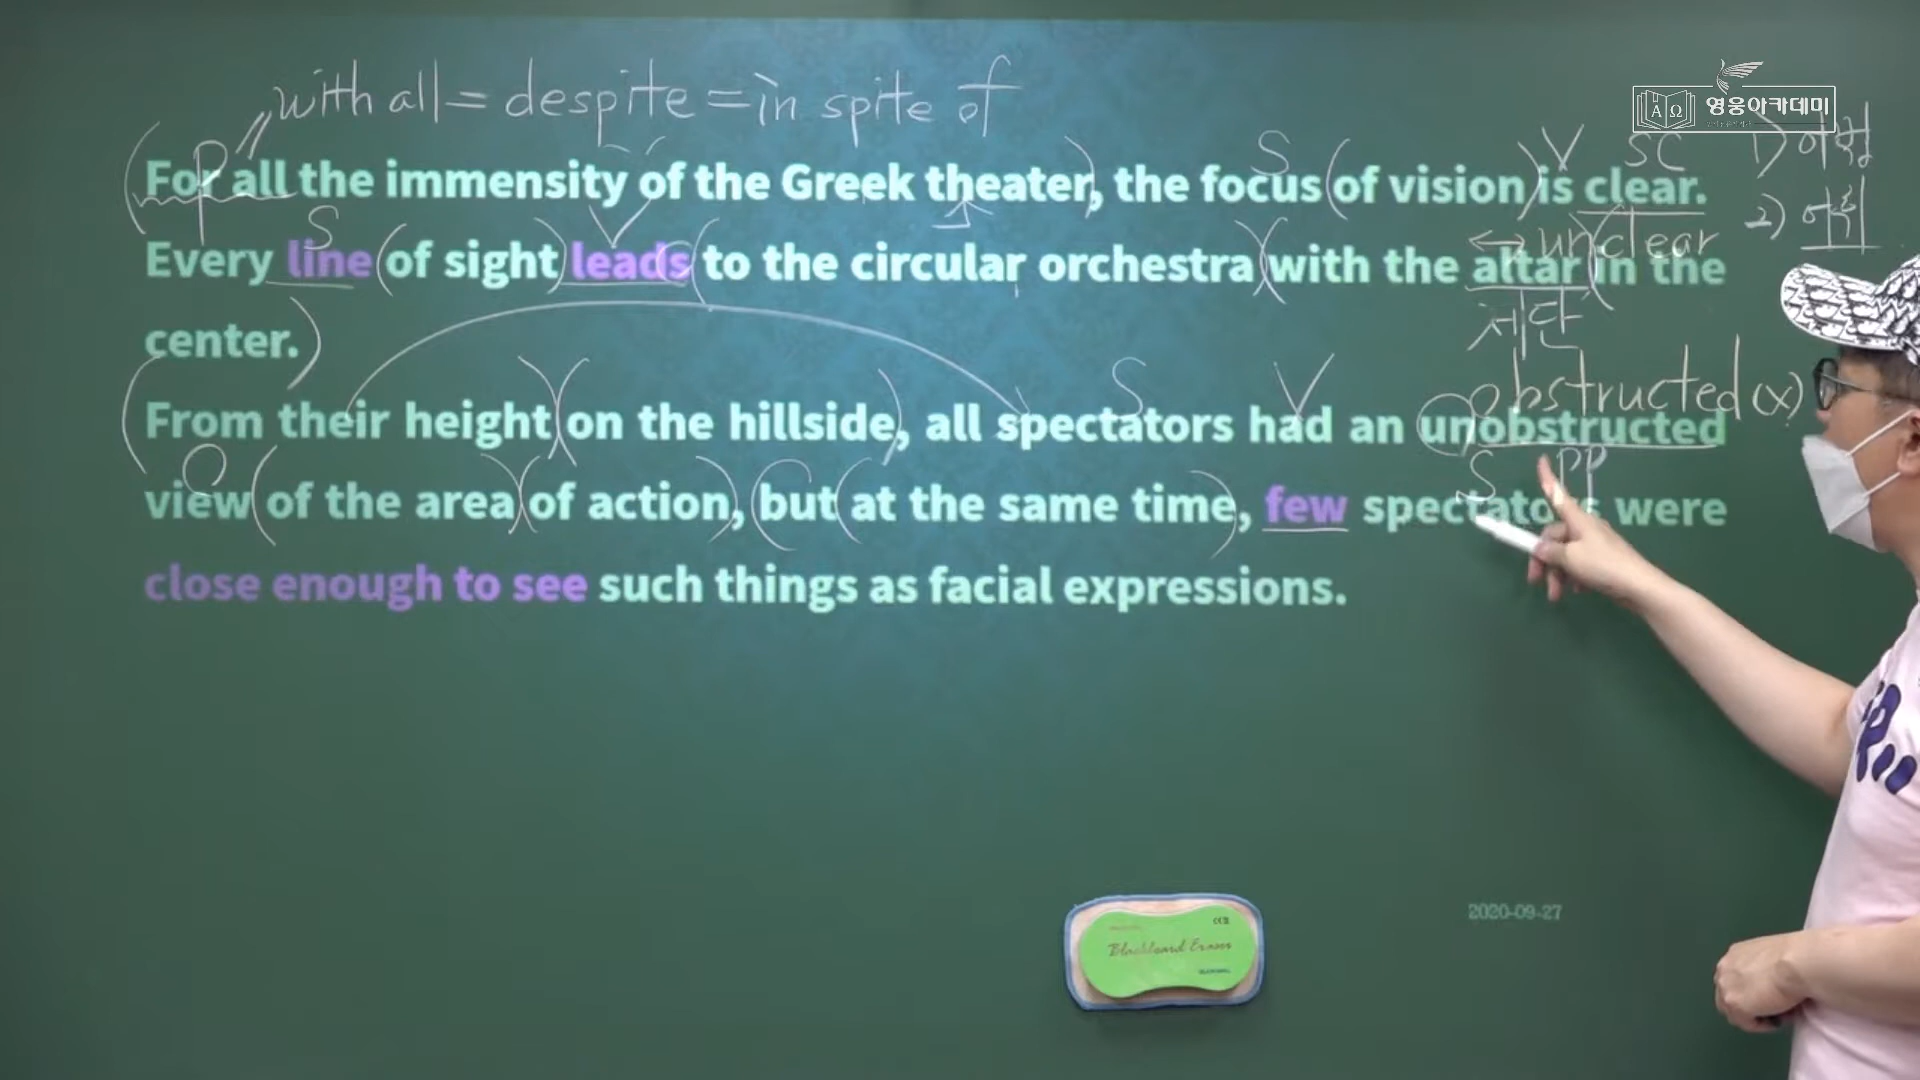 with all = despite = in spite of
영웅아카데미
P
S
V
SC
1) 어법
For all the immensity of the Greek theater, the focus of vision is clear.
2) 어휘
S
V
↔ unclear
Every line of sight leads to the circular orchestra with the altar in the
제단
center.
S
V
obstructed (x)
From their height on the hillside, all spectators had an unobstructed
O
S
PP
view of the area of action, but at the same time, few spectators were
close enough to see such things as facial expressions.
2020-09-27
Blackboard Eraser